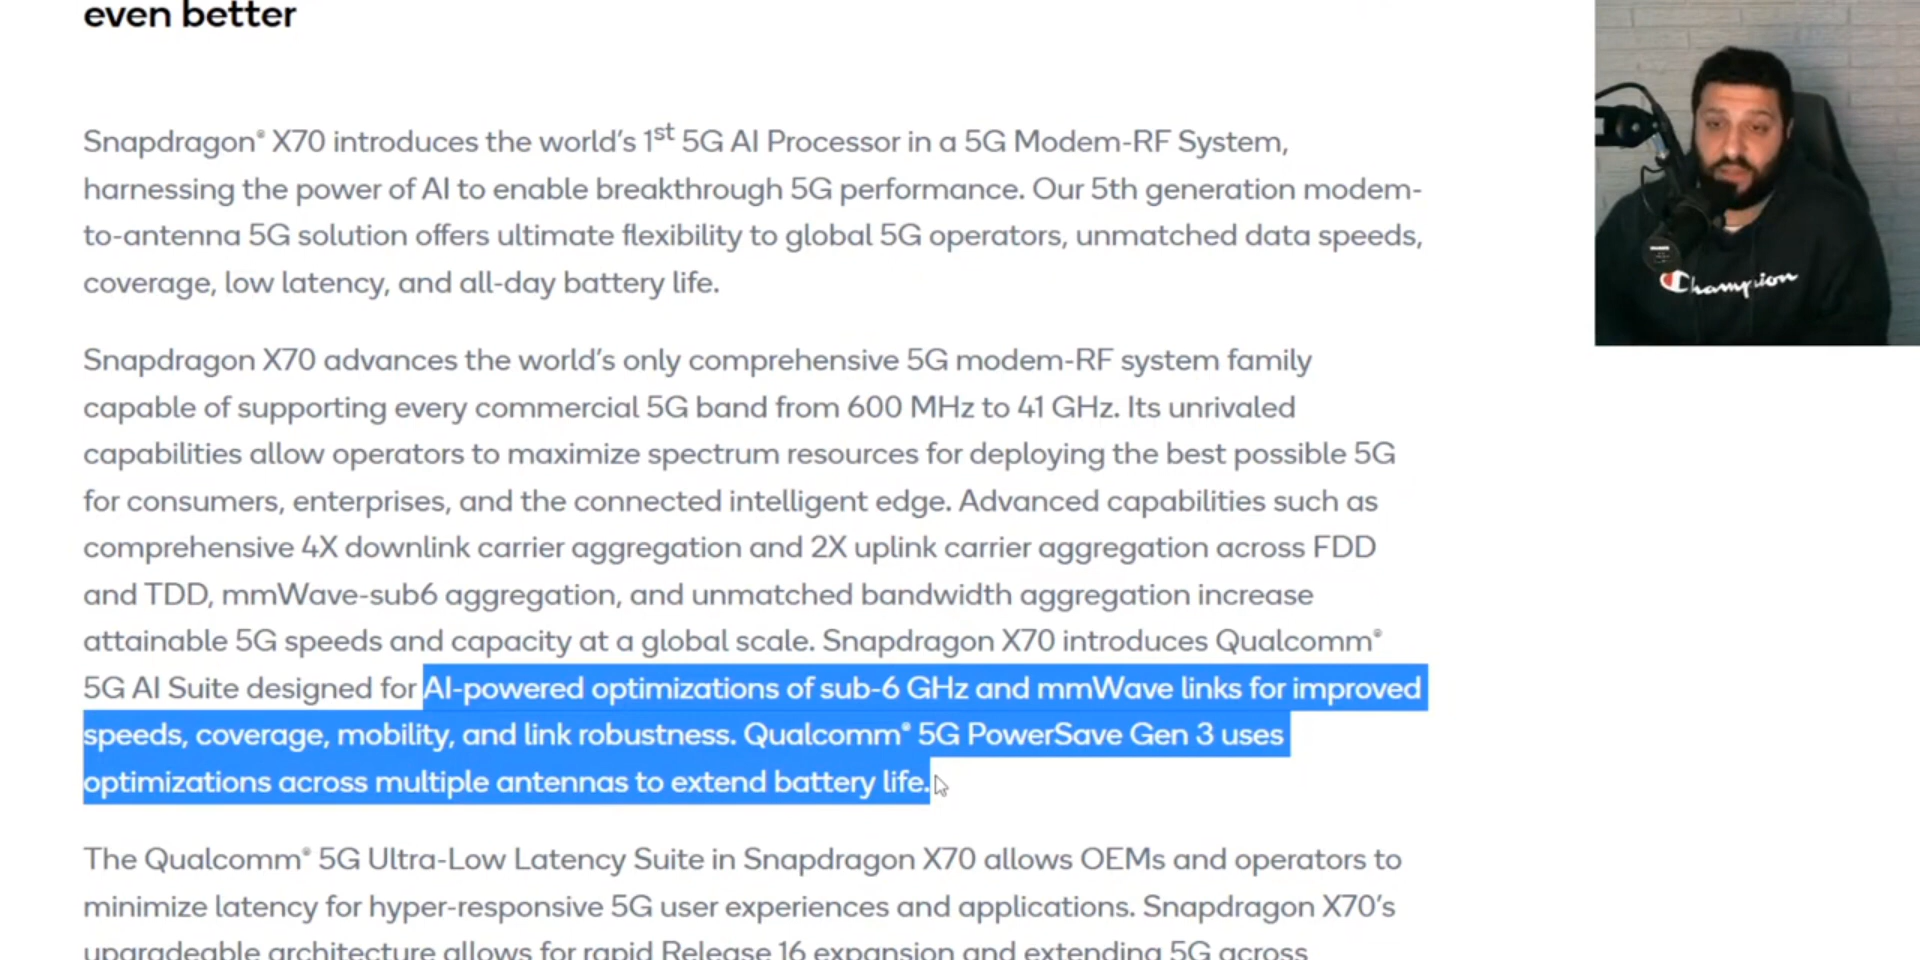 even better
Snapdragon® X70 introduces the world's 1st 5G AI Processor in a 5G Modem-RF System,
harnessing the power of AI to enable breakthrough 5G performance. Our 5th generation modem-
to-antenna 5G solution offers ultimate flexibility to global 5G operators, unmatched data speeds,
coverage, low latency, and all-day battery life.
Snapdragon X70 advances the world's only comprehensive 5G modem-RF system family
capable of supporting every commercial 5G band from 600 MHz to 41 GHz. Its unrivaled
capabilities allow operators to maximize spectrum resources for deploying the best possible 5G
for consumers, enterprises, and the connected intelligent edge. Advanced capabilities such as
comprehensive 4X downlink carrier aggregation and 2X uplink carrier aggregation across FDD
and TDD, mmWave-sub6 aggregation, and unmatched bandwidth aggregation increase
attainable 5G speeds and capacity at a global scale. Snapdragon X70 introduces Qualcomm®
5G AI Suite designed for AI-powered optimizations of sub-6 GHz and mmWave links for improved
speeds, coverage, mobility, and link robustness. Qualcomm® 5G PowerSave Gen 3 uses
optimizations across multiple antennas to extend battery life.
The Qualcomm® 5G Ultra-Low Latency Suite in Snapdragon X70 allows OEMs and operators to
minimize latency for hyper-responsive 5G user experiences and applications. Snapdragon X70's
upgradeable architecture allows for rapid Release 16 expansion and extending 5G across
Champion